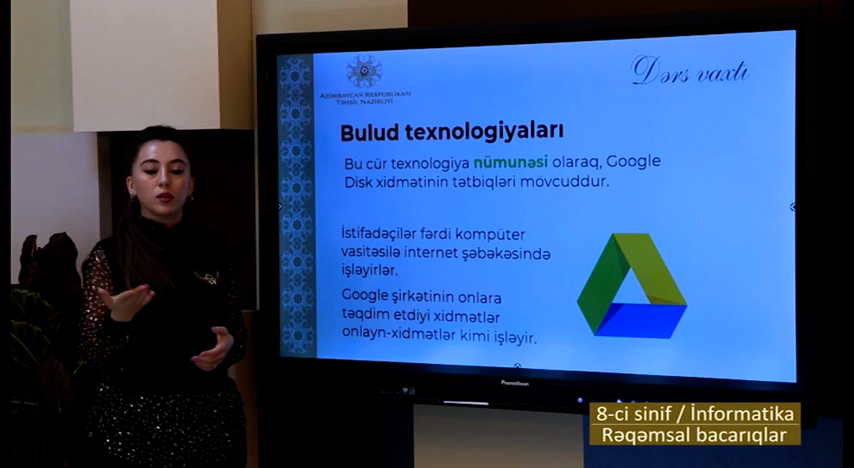 Dərs vaxtı
AZƏRBAYCAN RESPUBLİKASI
TƏHSİL NAZİRLİYİ
Bulud texnologiyaları
Bu cür texnologiya nümunəsi olaraq, Google
Disk xidmətinin tətbiqləri mövcuddur.
İstifadəçilər fərdi kompüter
vasitəsilə internet şəbəkəsində
işləyirlər.
Google şirkətinin onlara
təqdim etdiyi xidmətlər
onlayn-xidmətlər kimi işləyir.
Promethean
8-ci sinif / İnformatika
Rəqəmsal bacarıqlar